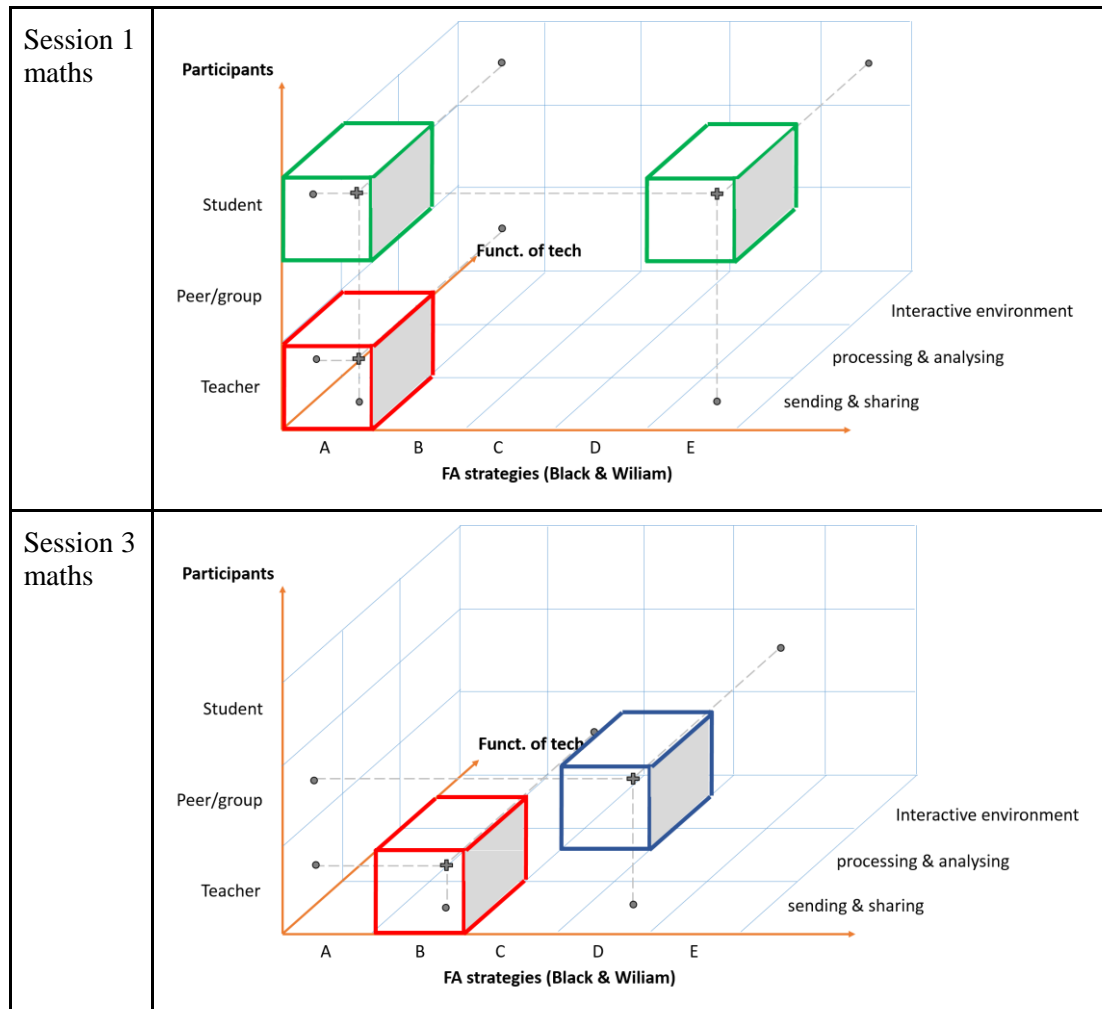 Session 1
maths
Participants
Student
Funct. of tech
Peer/group
Interactive environment
processing & analysing
Teacher
sending & sharing
A B C D E
FA strategies (Black & Wiliam)
Session 3
maths
Participants
Student
Funct. of tech
Peer/group
Interactive environment
processing & analysing
Teacher
sending & sharing
A B C D E
FA strategies (Black & Wiliam)